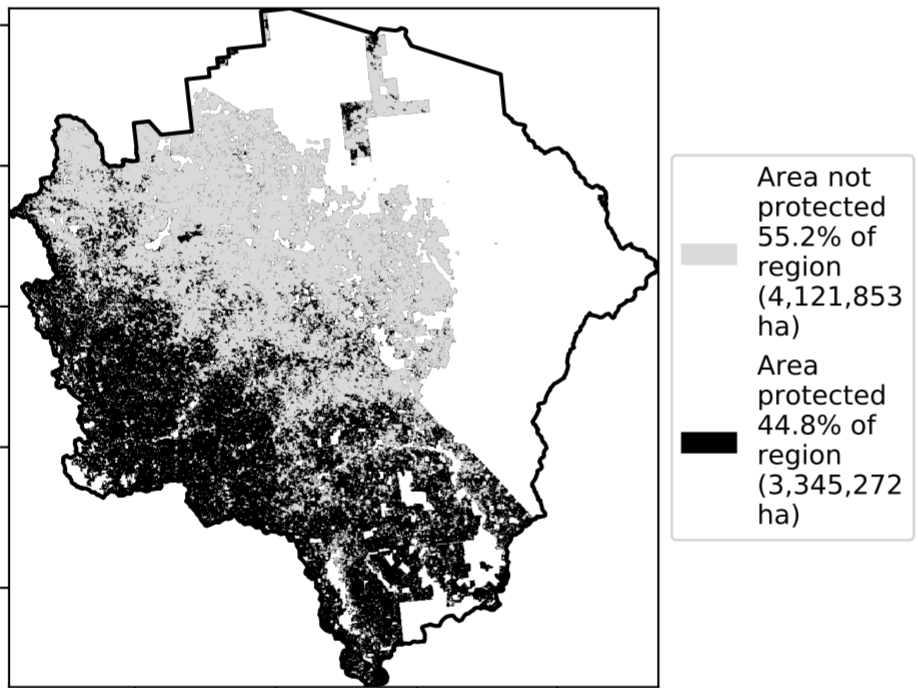 Area not
protected
55.2% of
region
(4,121,853
ha)
Area
protected
44.8% of
region
(3,345,272
ha)